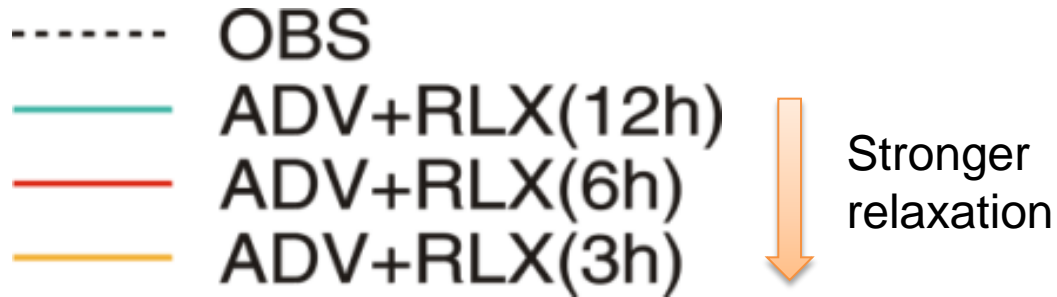 OBS
ADV+RLX(12h)
ADV+RLX(6h)
ADV+RLX(3h)
Stronger
relaxation